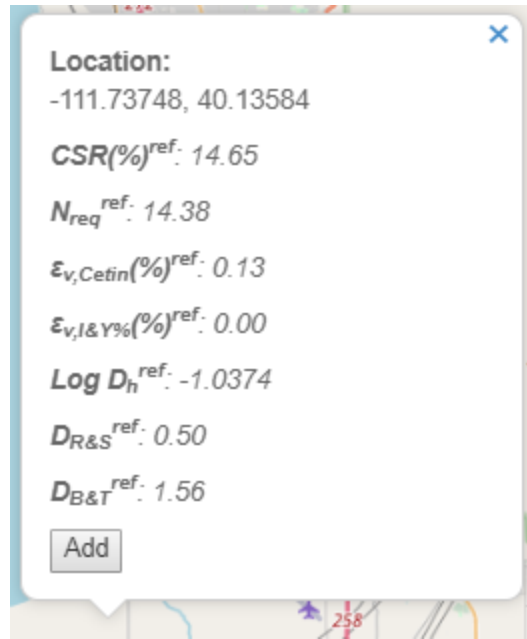 ×
Location:
-111.73748, 40.13584
CSR(%)ref: 14.65
Nreqref: 14.38
εv,Cetin(%)ref: 0.13
εv,I&Y%(%)ref: 0.00
Log Dhref: -1.0374
DR&Sref: 0.50
DB&Tref: 1.56
Add
258